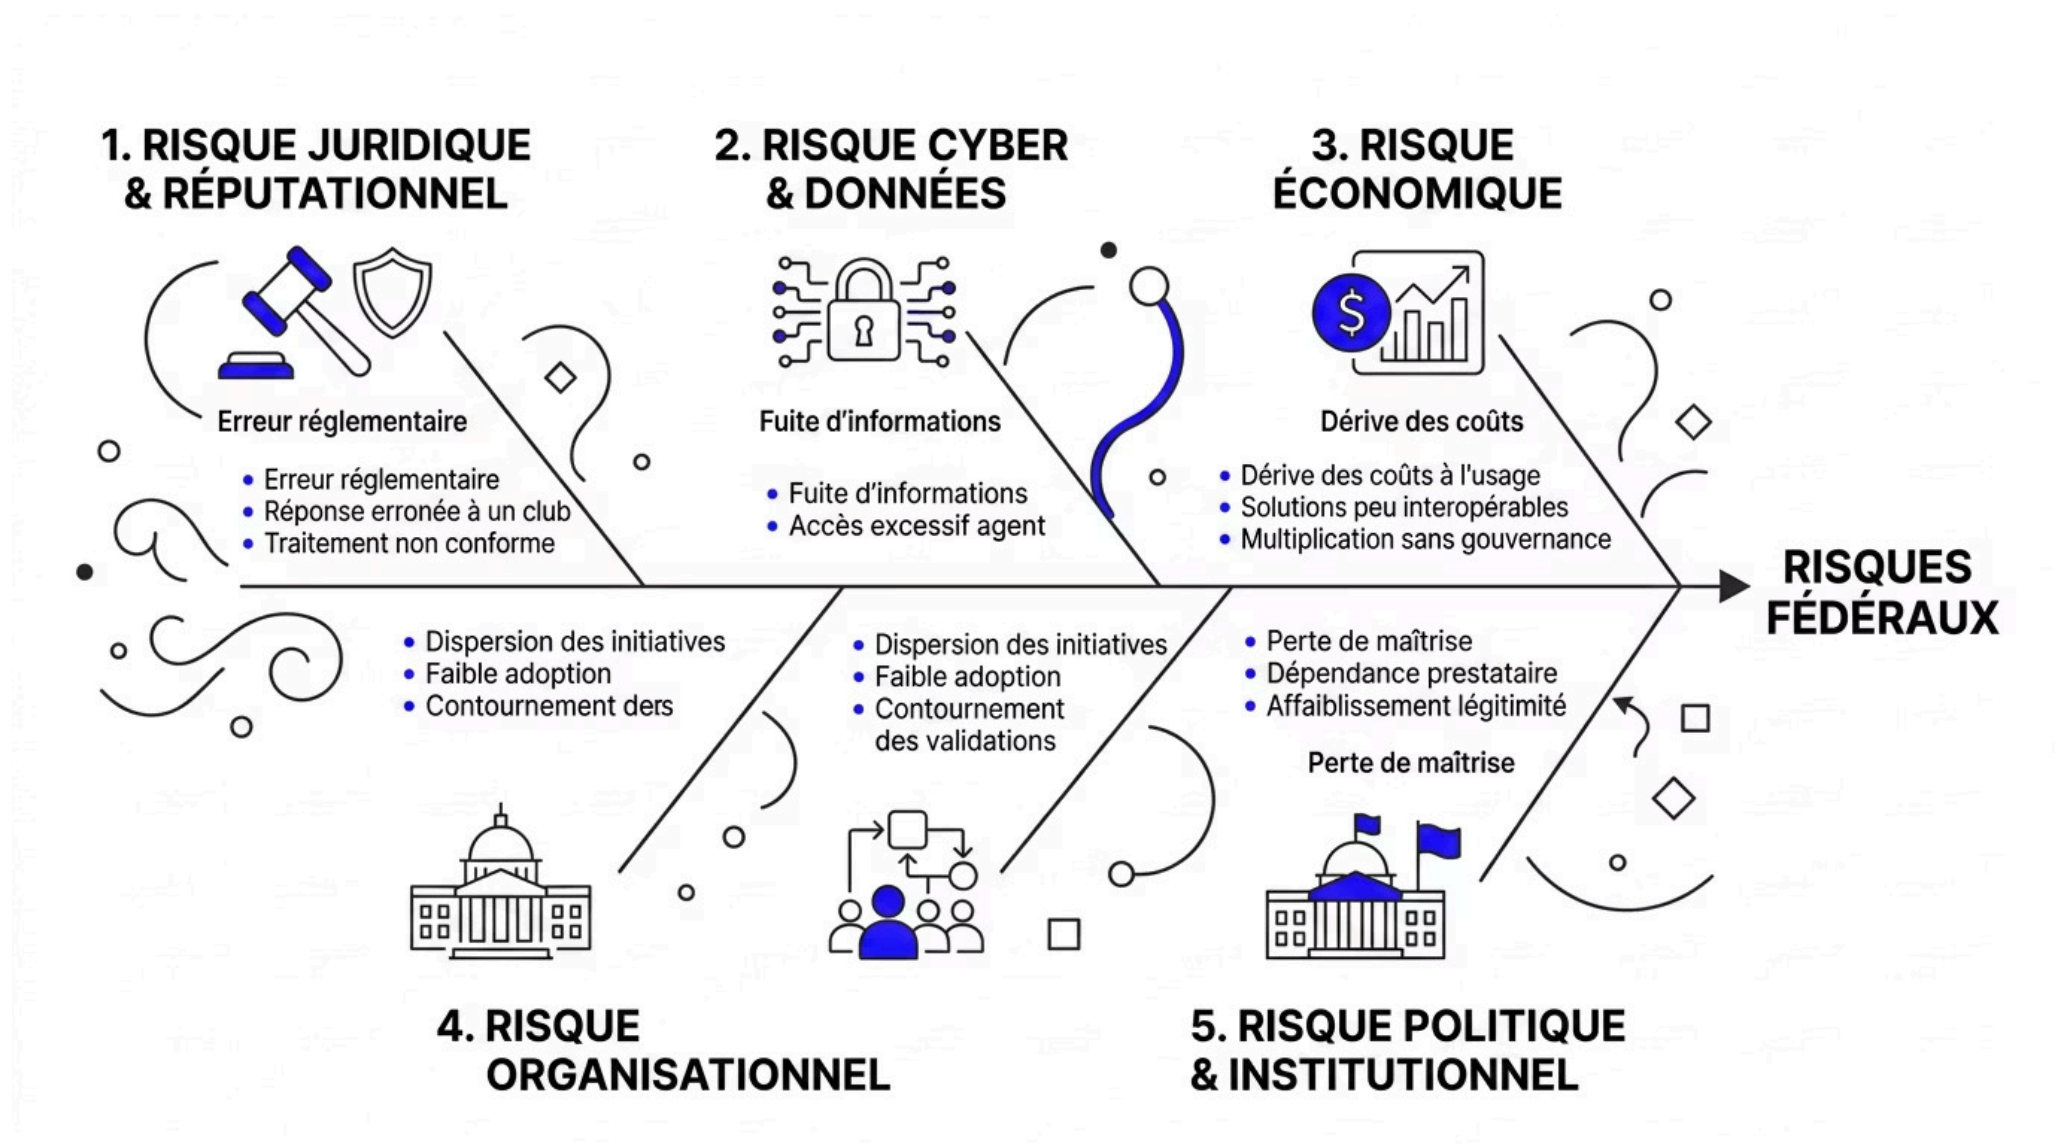 1. RISQUE JURIDIQUE
& RÉPUTATIONNEL
Erreur réglementaire
• Erreur réglementaire
• Réponse erronée à un club
• Traitement non conforme
2. RISQUE CYBER
& DONNÉES
Fuite d'informations
• Fuite d'informations
• Accès excessif agent
3. RISQUE
ÉCONOMIQUE
$
Dérive des coûts
• Dérive des coûts à l'usage
• Solutions peu interopérables
• Multiplication sans gouvernance
RISQUES
FÉDÉRAUX
• Dispersion des initiatives
• Faible adoption
• Contournement ders
• Dispersion des initiatives
• Faible adoption
• Contournement
des validations
4. RISQUE
ORGANISATIONNEL
• Perte de maîtrise
• Dépendance prestataire
• Affaiblissement légitimité
Perte de maîtrise
5. RISQUE POLITIQUE
& INSTITUTIONNEL